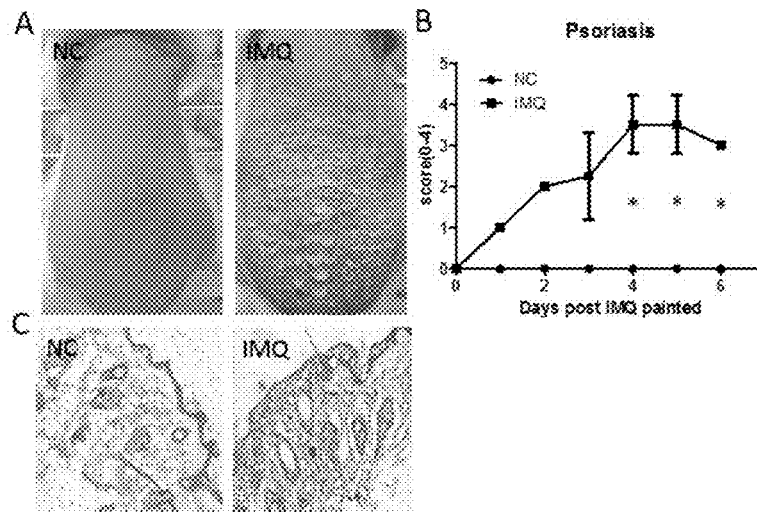 A
NC
IMQ
B
Psoriasis
NC
IMQ
score(0-4)
5
4
3
2
1
0
* * *
0 2 4 6
Days post IMQ painted
C
NC
IMQ